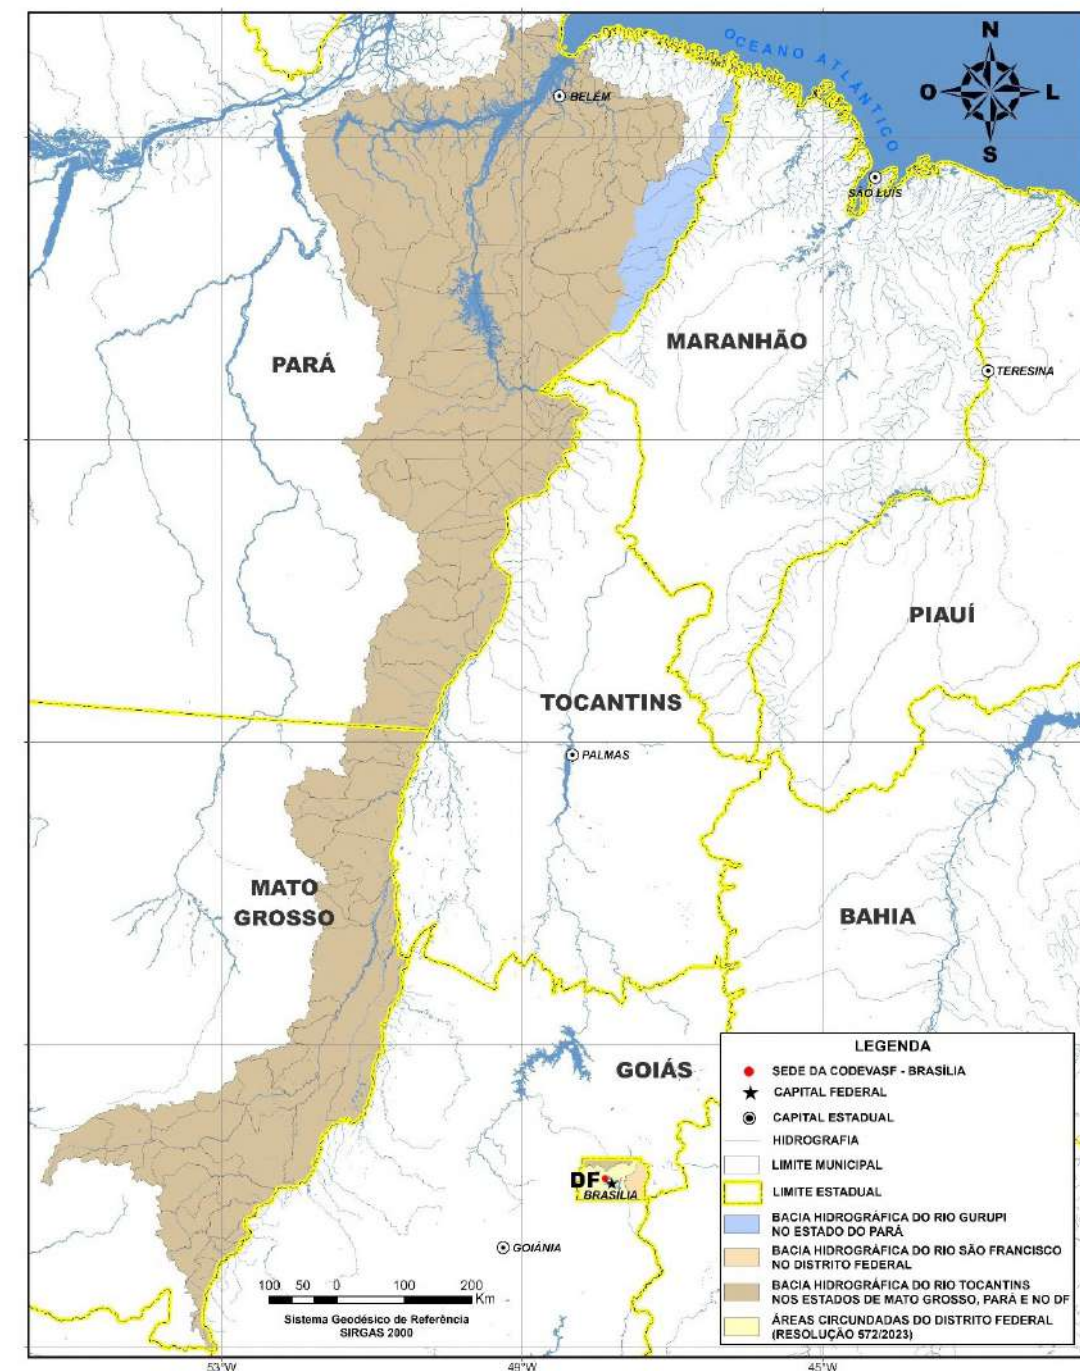 OCEANO ATLÂNTICO
N
O
L
S
BELÉM
SÃO LUÍS
MARANHÃO
PARÁ
TERESINA
PIAUÍ
TOCANTINS
PALMAS
MATO
GROSSO
BAHIA
GOIÁS
DF
BRASÍLIA
GOIÂNIA
100 50 0 100 200
Km
Sistema Geodésico de Referência
SIRGAS 2000
LEGENDA
SEDE DA CODEVASF - BRASÍLIA
CAPITAL FEDERAL
CAPITAL ESTADUAL
HIDROGRAFIA
LIMITE MUNICIPAL
LIMITE ESTADUAL
BACIA HIDROGRÁFICA DO RIO GURUPI
NO ESTADO DO PARÁ
BACIA HIDROGRÁFICA DO RIO SÃO FRANCISCO
NO DISTRITO FEDERAL
BACIA HIDROGRÁFICA DO RIO TOCANTINS
NOS ESTADOS DE MATO GROSSO, PARÁ E NO DF
ÁREAS CIRCUNDADAS DO DISTRITO FEDERAL
(RESOLUÇÃO 572/2023)
53°W 49°W 45°W